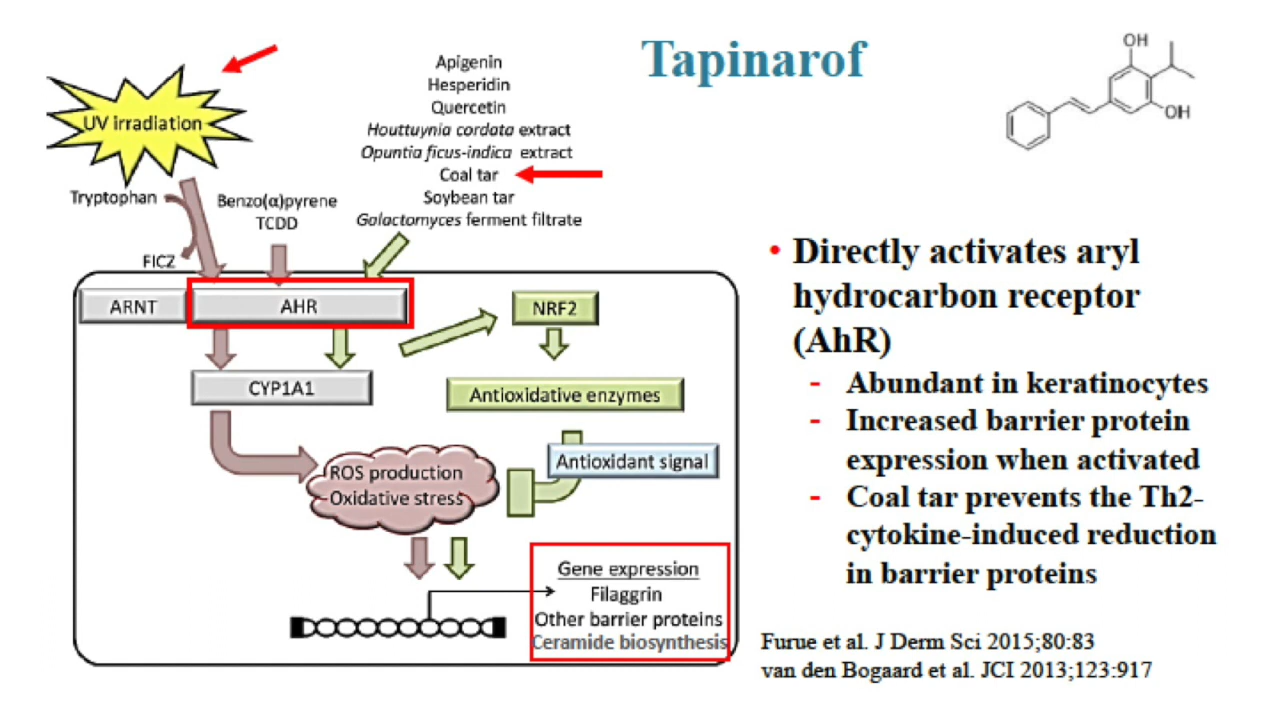 Tapinarof
OH
OH
UV irradiation
Apigenin
Hesperidin
Quercetin
Houttuynia cordata extract
Opuntia ficus-indica extract
Coal tar
Soybean tar
Galactomyces ferment filtrate
Tryptophan
Benzo(α)pyrene
TCDD
FICZ
ARNT
AHR
NRF2
CYP1A1
Antioxidative enzymes
Antioxidant signal
ROS production
Oxidative stress
Gene expression
Filaggrin
Other barrier proteins
Ceramide biosynthesis
• Directly activates aryl
hydrocarbon receptor
(AhR)
- Abundant in keratinocytes
- Increased barrier protein
expression when activated
- Coal tar prevents the Th2-
cytokine-induced reduction
in barrier proteins
Furue et al. J Derm Sci 2015;80:83
van den Bogaard et al. JCI 2013;123:917